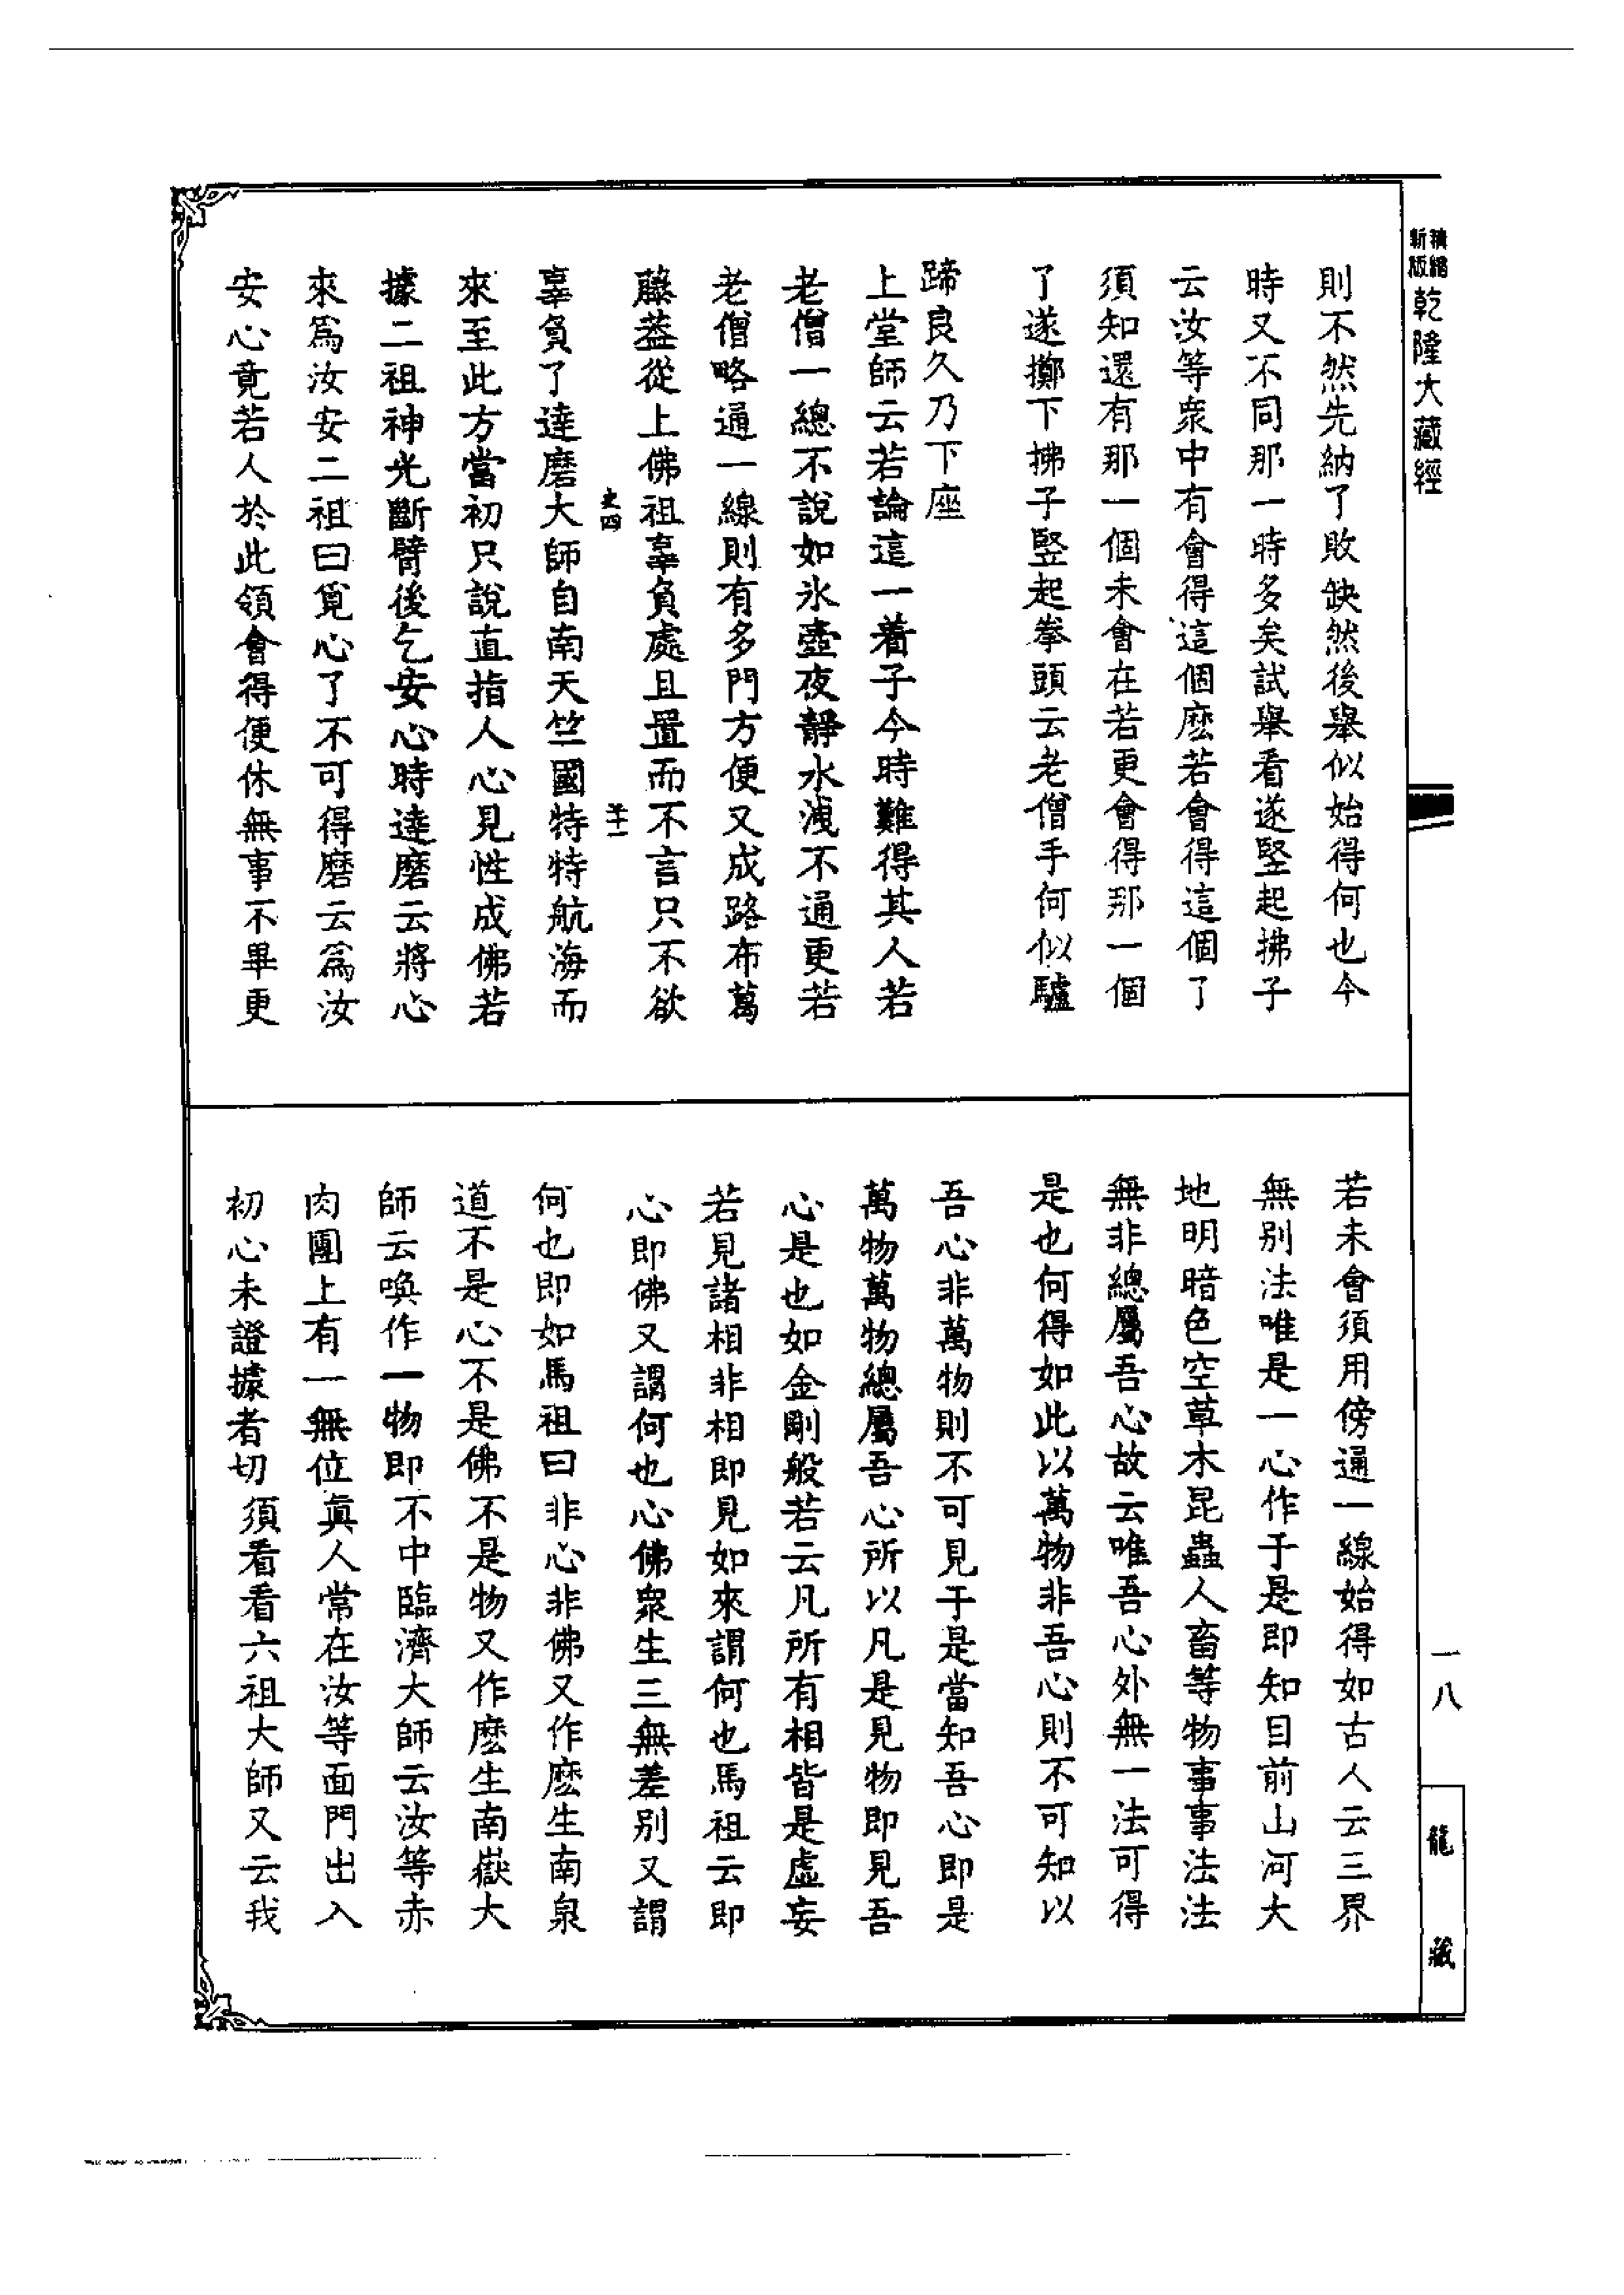 精縮
新版
乾隆大藏經
則不然先納了敗缺然後舉似始得何也今
時又不同那一時多矣試舉看遂堅起拂子
云汝等衆中有會得這個麽若會得這個了
須知還有那一個未會在若更會得那一個
了遂擲下拂子竪起拳頭云老僧手何似驢
蹄良久乃下座
上堂師云若論這一着子今時難得其人若
老僧一總不說如氷壺夜靜水洩不通更若
老僧略通一線則有多門方便又成路布葛
藤葢從上佛祖辜負處且置而不言只不欲
辜負了達磨大師自南天竺國特特航海而
來至此方當初只說直指人心見性成佛若
據二祖神光斷臂後乞安心時達磨云將心
來爲汝安二祖曰覓心了不可得磨云爲汝
安心竟若人於此領會得便休無事不畢更
若未會須用傍通一線始得如古人云三界
無別法唯是一心作于是即知目前山河大
地明暗色空草木昆蟲人畜等物事事法法
無非總屬吾心故云唯吾心外無一法可得
是也何得如此以萬物非吾心則不可知以
吾心非萬物則不可見于是當知吾心即是
萬物萬物總屬吾心所以凡是見物即見吾
心是也如金剛般若云凡所有相皆是虛妄
若見諸相非相即見如來謂何也馬祖云即
心即佛又謂何也心佛衆生三無差别又謂
何也即如馬祖曰非心非佛又作麽生南泉
道不是心不是佛不是物又作麽生南嶽大
師云喚作一物即不中臨濟大師云汝等赤
肉團上有一無位眞人常在汝等面門出入
初心未證據者切須看看六祖大師又云我
一八
龍藏